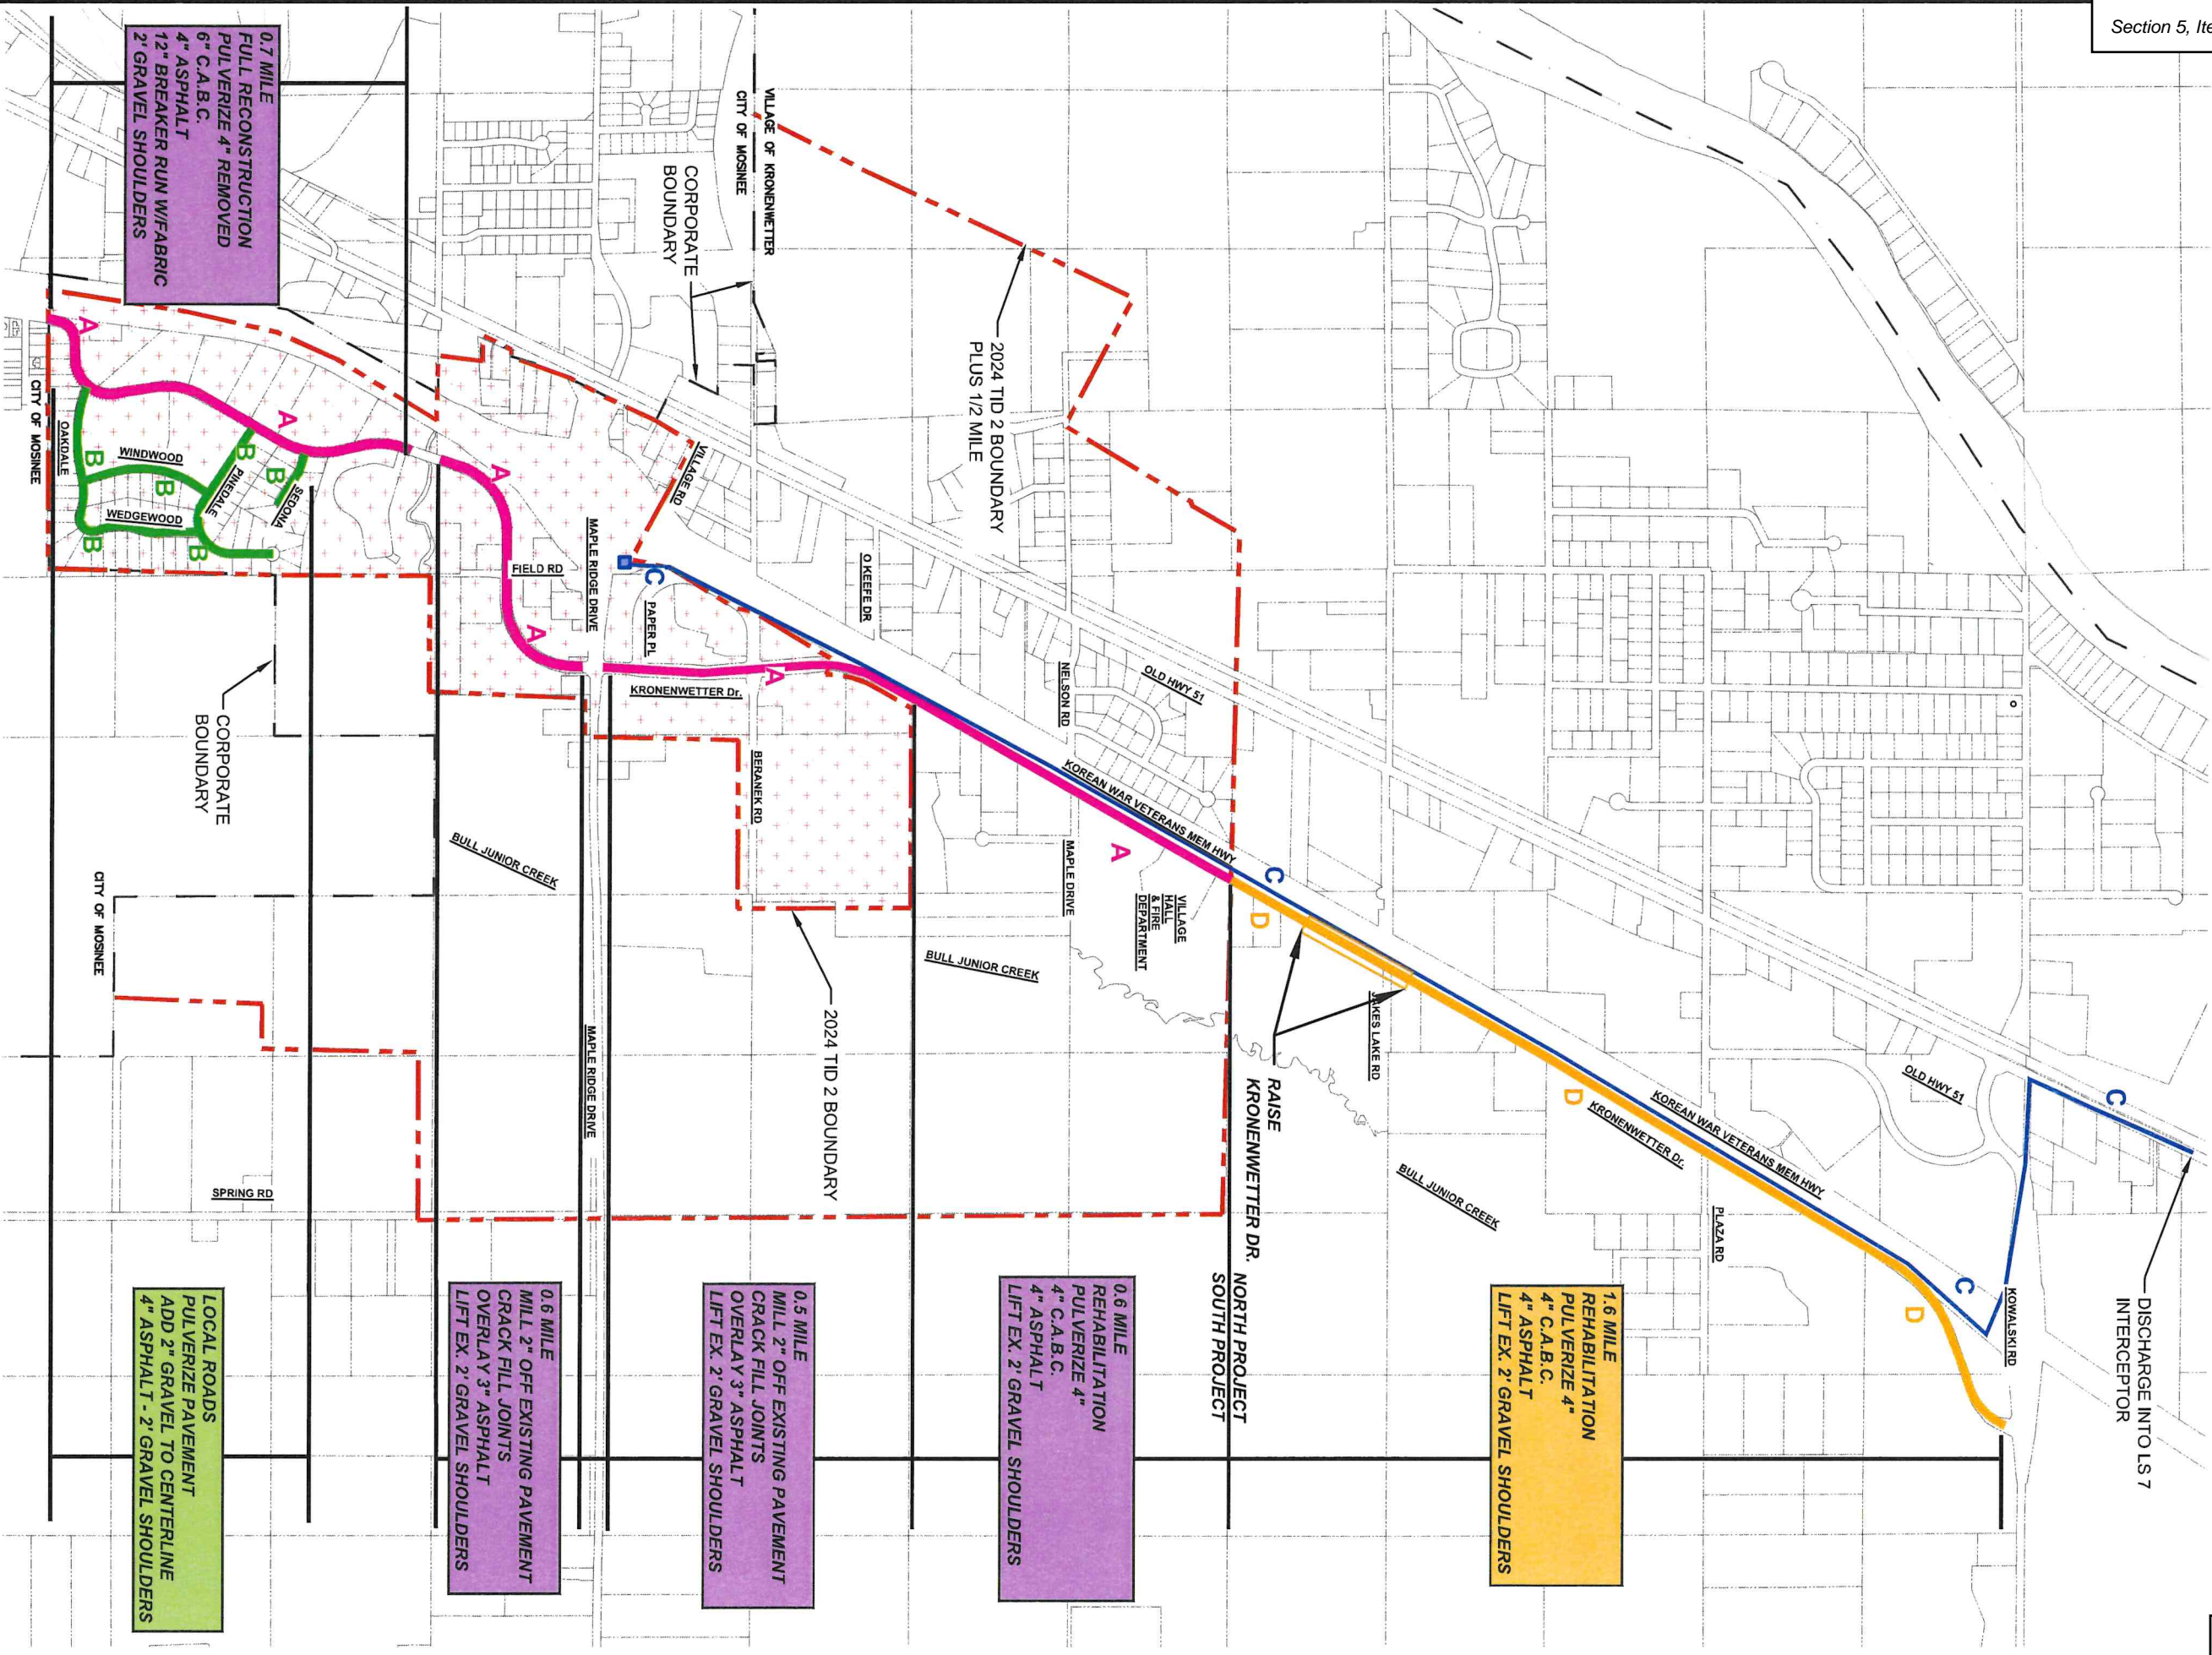 Section 5, Ite
0.7 MILE
FULL RECONSTRUCTION
PULVERIZE 4" REMOVED
6" C.A.B.C.
4" ASPHALT
12" BREAKER RUN W/FABRIC
2' GRAVEL SHOULDERS
VILLAGE OF KRONENWETTER
CITY OF MOSINEE
CORPORATE
BOUNDARY
2024 TID 2 BOUNDARY
PLUS 1/2 MILE
CITY OF MOSINEE
A
A
A
A
A
A
OAKDALE
WINDWOOD
PINEDALE
SEDONA
WEDGEWOOD
B
B
B
B
B
B
VILLAGE RD
MAPLE RIDGE DRIVE
FIELD RD
PAPER PL
C
O KEEFE DR
NELSON RD
OLD HWY 51
KRONENWETTER Dr.
BERANEK RD
KOREAN WAR VETERANS MEM HWY
MAPLE DRIVE
VILLAGE
HALL
& FIRE
DEPARTMENT
C
D
JAKES LAKE RD
RAISE
KRONENWETTER DR.
CORPORATE
BOUNDARY
BULL JUNIOR CREEK
BULL JUNIOR CREEK
CITY OF MOSINEE
2024 TID 2 BOUNDARY
MAPLE RIDGE DRIVE
SPRING RD
D
KRONENWETTER Dr.
KOREAN WAR VETERANS MEM HWY
OLD HWY 51
BULL JUNIOR CREEK
PLAZA RD
C
C
D
KOWALSKI RD
DISCHARGE INTO LS 7
INTERCEPTOR
NORTH PROJECT
SOUTH PROJECT
LOCAL ROADS
PULVERIZE PAVEMENT
ADD 2" GRAVEL TO CENTERLINE
4" ASPHALT - 2' GRAVEL SHOULDERS
0.6 MILE
MILL 2" OFF EXISTING PAVEMENT
CRACK FILL JOINTS
OVERLAY 3" ASPHALT
LIFT EX. 2' GRAVEL SHOULDERS
0.5 MILE
MILL 2" OFF EXISTING PAVEMENT
CRACK FILL JOINTS
OVERLAY 3" ASPHALT
LIFT EX. 2' GRAVEL SHOULDERS
0.6 MILE
REHABILITATION
PULVERIZE 4"
4" C.A.B.C.
4" ASPHALT
LIFT EX. 2' GRAVEL SHOULDERS
1.6 MILE
REHABILITATION
PULVERIZE 4"
4" C.A.B.C.
4" ASPHALT
LIFT EX. 2' GRAVEL SHOULDERS